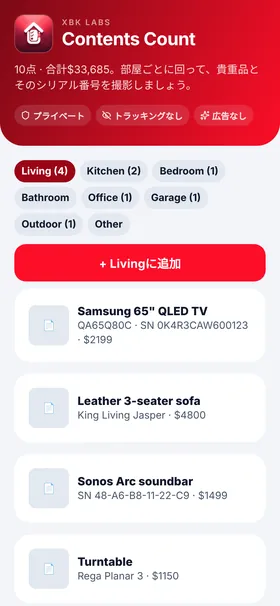 XBK LABS
Contents Count
10点 · 合計$33,685。部屋ごとに回って、貴重品と
そのシリアル番号を撮影しましょう。
プライベート トラッキングなし 広告なし
Living (4) Kitchen (2) Bedroom (1)
Bathroom Office (1) Garage (1)
Outdoor (1) Other
+ Livingに追加
Samsung 65" QLED TV
QA65Q80C · SN 0K4R3CAW600123
· $2199
Leather 3-seater sofa
King Living Jasper · $4800
Sonos Arc soundbar
SN 48-A6-B8-11-22-C9 · $1499
Turntable
Rega Planar 3 · $1150